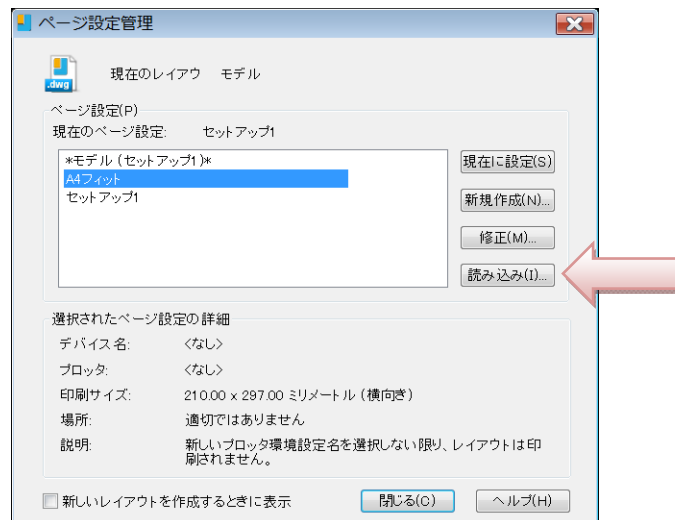 ページ設定管理
.dwg
現在のレイアウ モデル
ページ設定(P)
現在のページ設定: セットアップ1
*モデル (セットアップ1)*
A4フィット
セットアップ1
現在に設定(S)
新規作成(N)...
修正(M)...
読み込み(I)...
選択されたページ設定の詳細
デバイス名: <なし>
プロッタ: <なし>
印刷サイズ: 210.00 x 297.00 ミリメートル (横向き)
場所: 適切ではありません
説明: 新しいプロッタ環境設定名を選択しない限り、レイアウトは印
刷されません。
新しいレイアウトを作成するときに表示
閉じる(C)
ヘルプ(H)